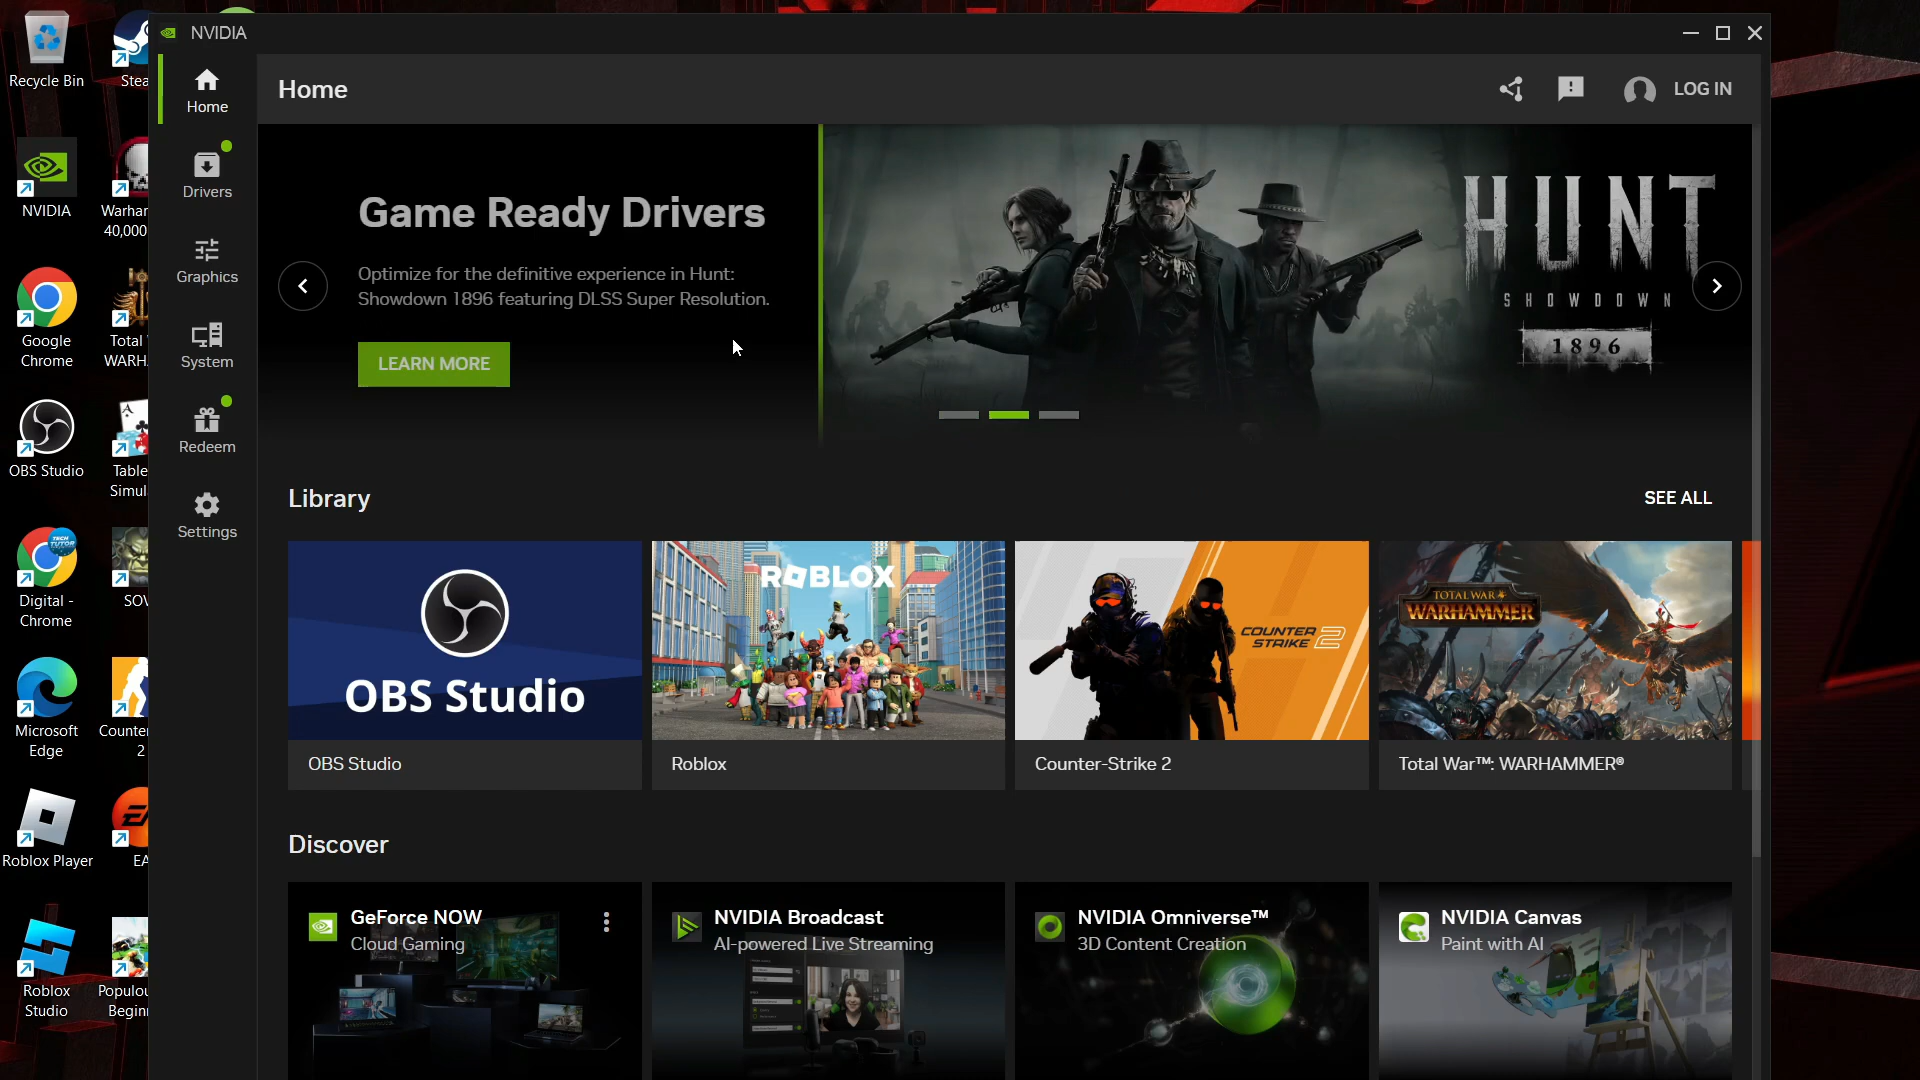 NVIDIA
Recycle Bin
Stea
NVIDIA
Warhar
40,000
Google
Chrome
Total
WARH
OBS Studio
Table
Simul
Digital -
Chrome
SOV
Microsoft
Edge
Counter
2
Roblox Player
EA
Roblox
Studio
Populou
Begin
Home
Drivers
Graphics
System
Redeem
Settings
Home
LOG IN
Game Ready Drivers
Optimize for the definitive experience in Hunt:
Showdown 1896 featuring DLSS Super Resolution.
LEARN MORE
HUNT
SHOWDOWN
1896
Library
SEE ALL
OBS Studio
ROBLOX
COUNTER
STRIKE 2
TOTAL WAR
WARHAMMER
OBS Studio
Roblox
Counter-Strike 2
Total War™: WARHAMMER®
Discover
GeForce NOW
Cloud Gaming
NVIDIA Broadcast
AI-powered Live Streaming
NVIDIA Omniverse™
3D Content Creation
NVIDIA Canvas
Paint with AI